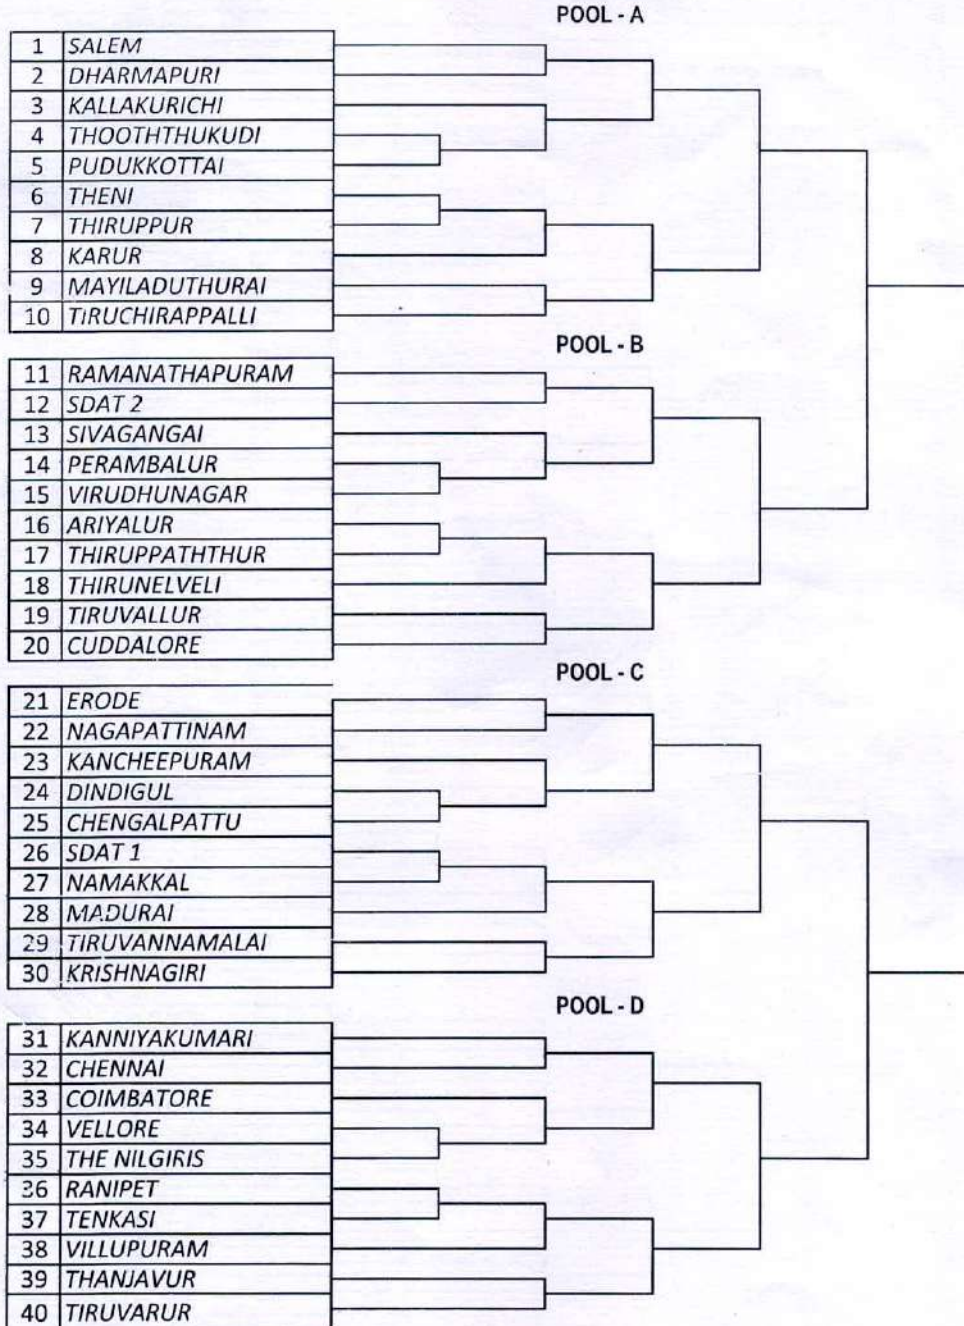 POOL - A
1 SALEM
2 DHARMAPURI
3 KALLAKURICHI
4 THOOTHTHUKUDI
5 PUDUKKOTTAI
6 THENI
7 THIRUPPUR
8 KARUR
9 MAYILADUTHURAI
10 TIRUCHIRAPPALLI
POOL - B
11 RAMANATHAPURAM
12 SDAT 2
13 SIVAGANGAI
14 PERAMBALUR
15 VIRUDHUNAGAR
16 ARIYALUR
17 THIRUPPATHTHUR
18 THIRUNELVELI
19 TIRUVALLUR
20 CUDDALORE
POOL - C
21 ERODE
22 NAGAPATTINAM
23 KANCHEEPURAM
24 DINDIGUL
25 CHENGALPATTU
26 SDAT 1
27 NAMAKKAL
28 MADURAI
29 TIRUVANNAMALAI
30 KRISHNAGIRI
POOL - D
31 KANNIYAKUMARI
32 CHENNAI
33 COIMBATORE
34 VELLORE
35 THE NILGIRIS
36 RANIPET
37 TENKASI
38 VILLUPURAM
39 THANJAVUR
40 TIRUVARUR